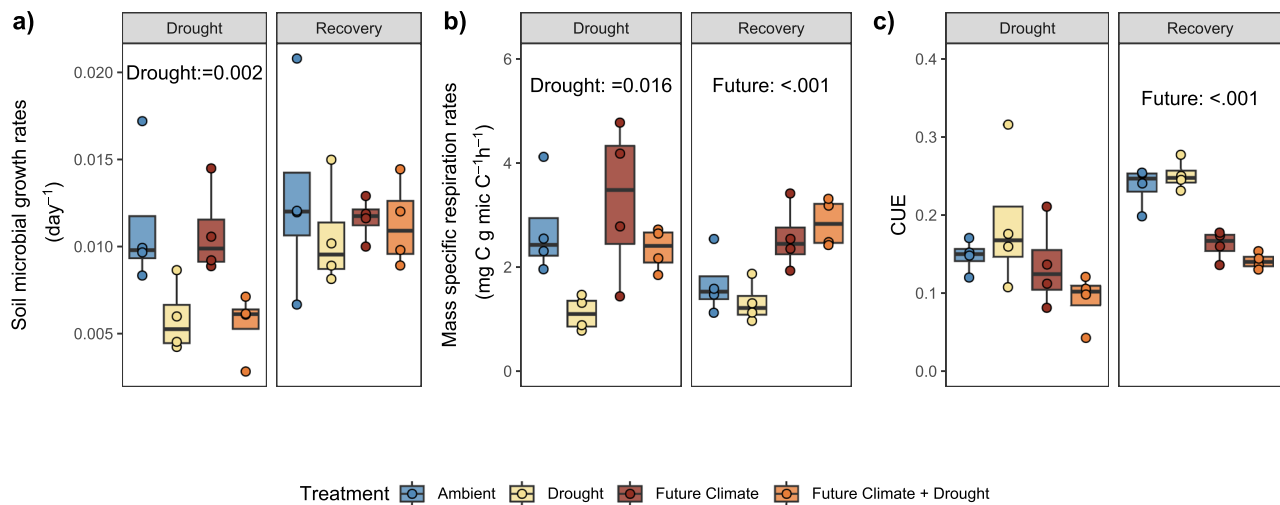 a)
Drought
Recovery
Soil microbial growth rates
(day⁻¹)
0.020
0.015
0.010
0.005
Drought:=0.002
b)
Drought
Recovery
Mass specific respiration rates
(mg C g mic C⁻¹h⁻¹)
6
4
2
0
Drought: =0.016
Future: <.001
c)
Drought
Recovery
CUE
0.4
0.3
0.2
0.1
0.0
Future: <.001
Treatment Ambient Drought Future Climate Future Climate + Drought